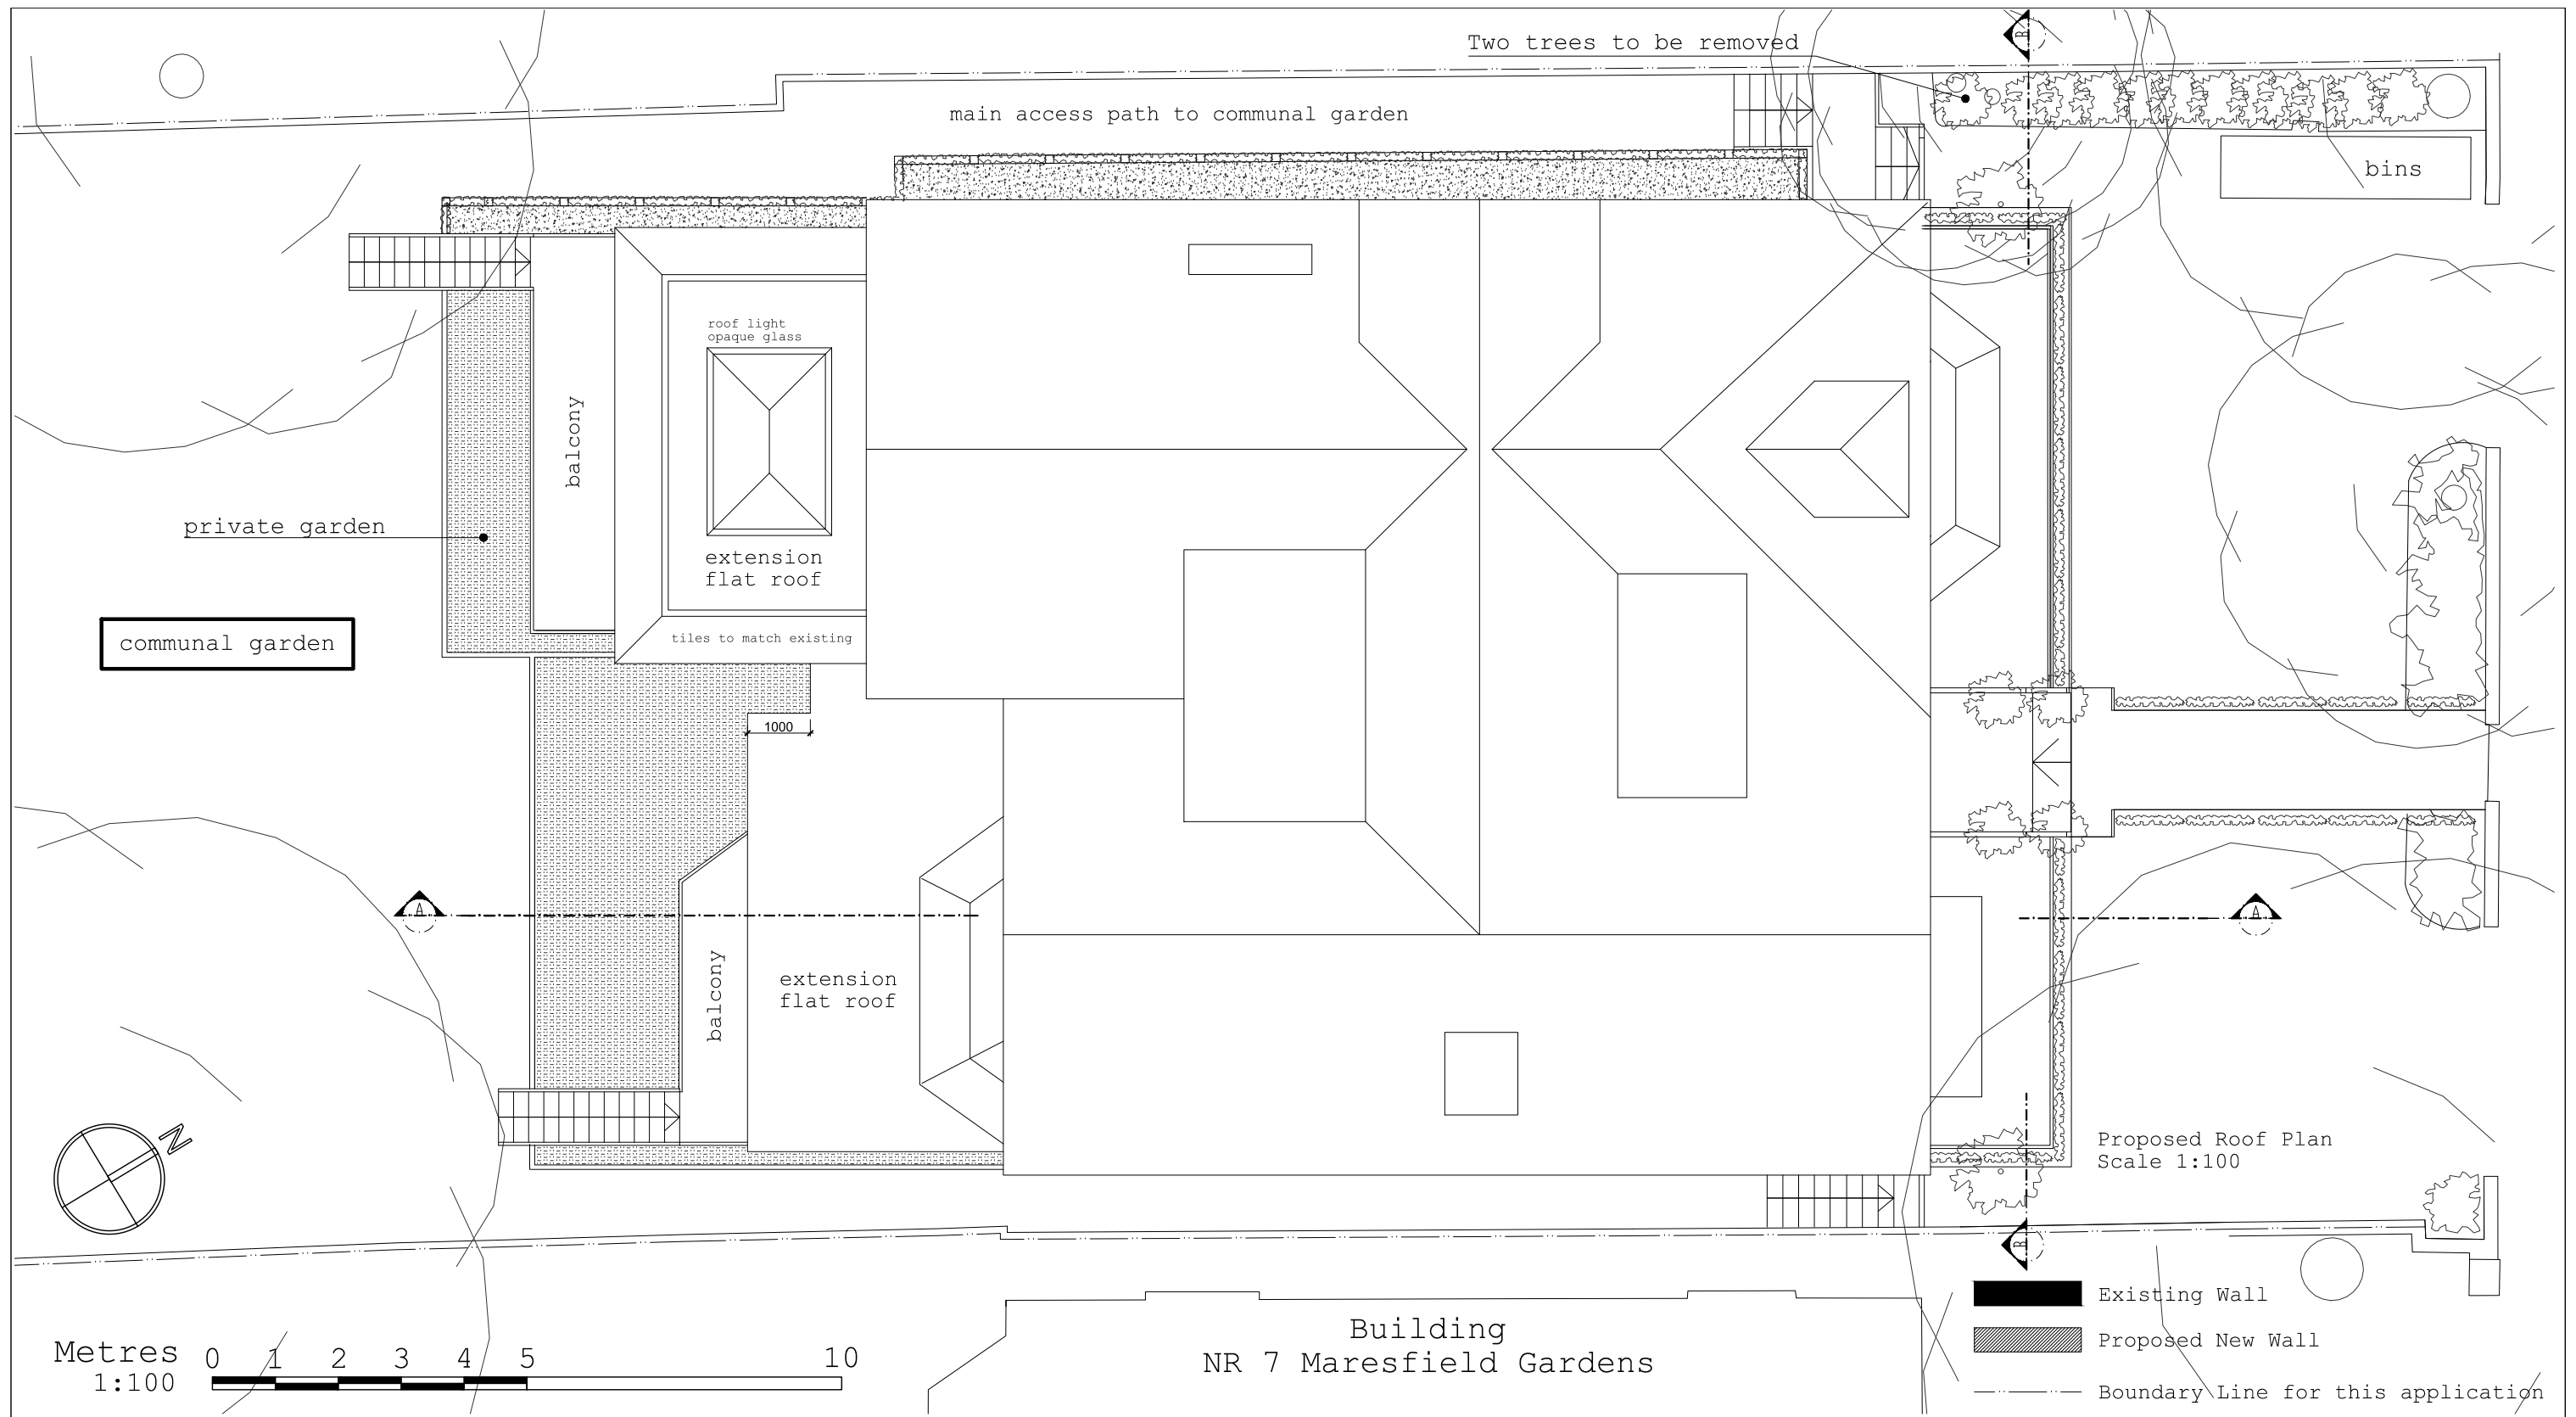 Two trees to be removed
B
main access path to communal garden
bins
roof light
opaque glass
balcony
private garden
extension
flat roof
communal garden
tiles to match existing
1000
A
A
extension
flat roof
balcony
N
Proposed Roof Plan
Scale 1:100
B
Existing Wall
Building
Proposed New Wall
Metres 0 1 2 3 4 5 10
1:100
NR 7 Maresfield Gardens
Boundary Line for this application